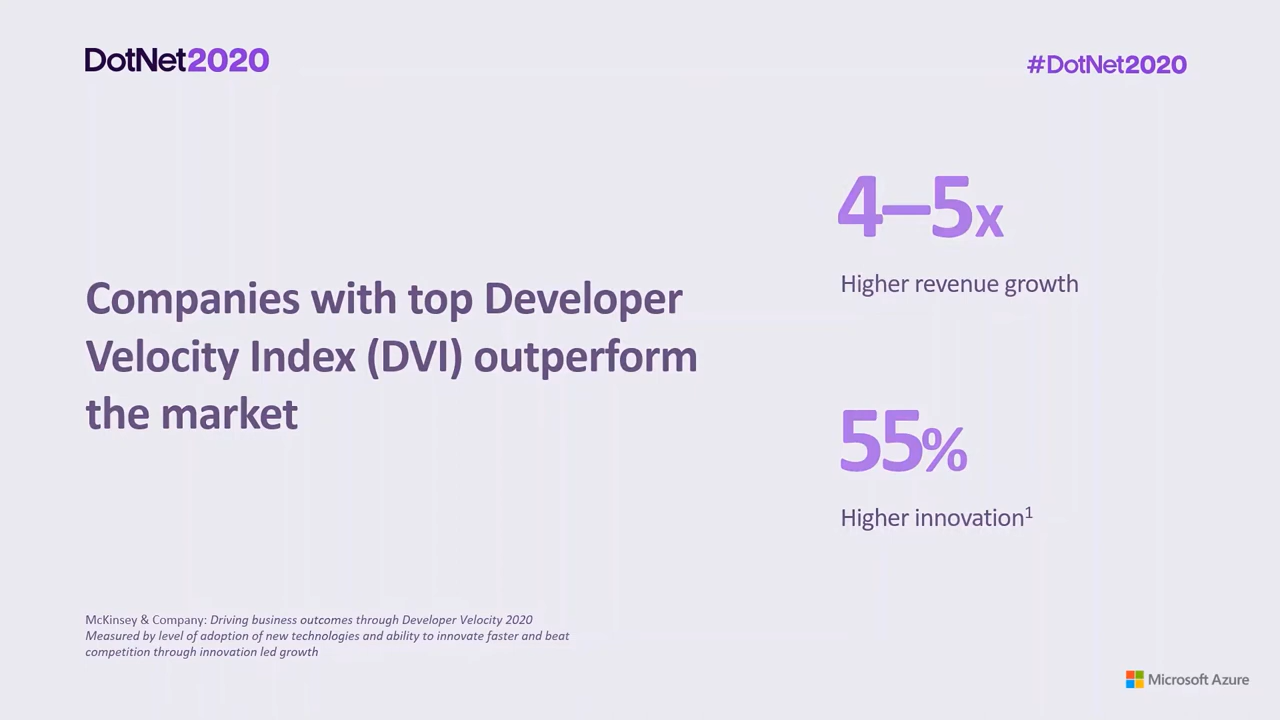 DotNet2020
#DotNet2020
Companies with top Developer
Velocity Index (DVI) outperform
the market
4–5x
Higher revenue growth
55%
Higher innovation¹
McKinsey & Company: Driving business outcomes through Developer Velocity 2020
Measured by level of adoption of new technologies and ability to innovate faster and beat
competition through innovation led growth
Microsoft Azure